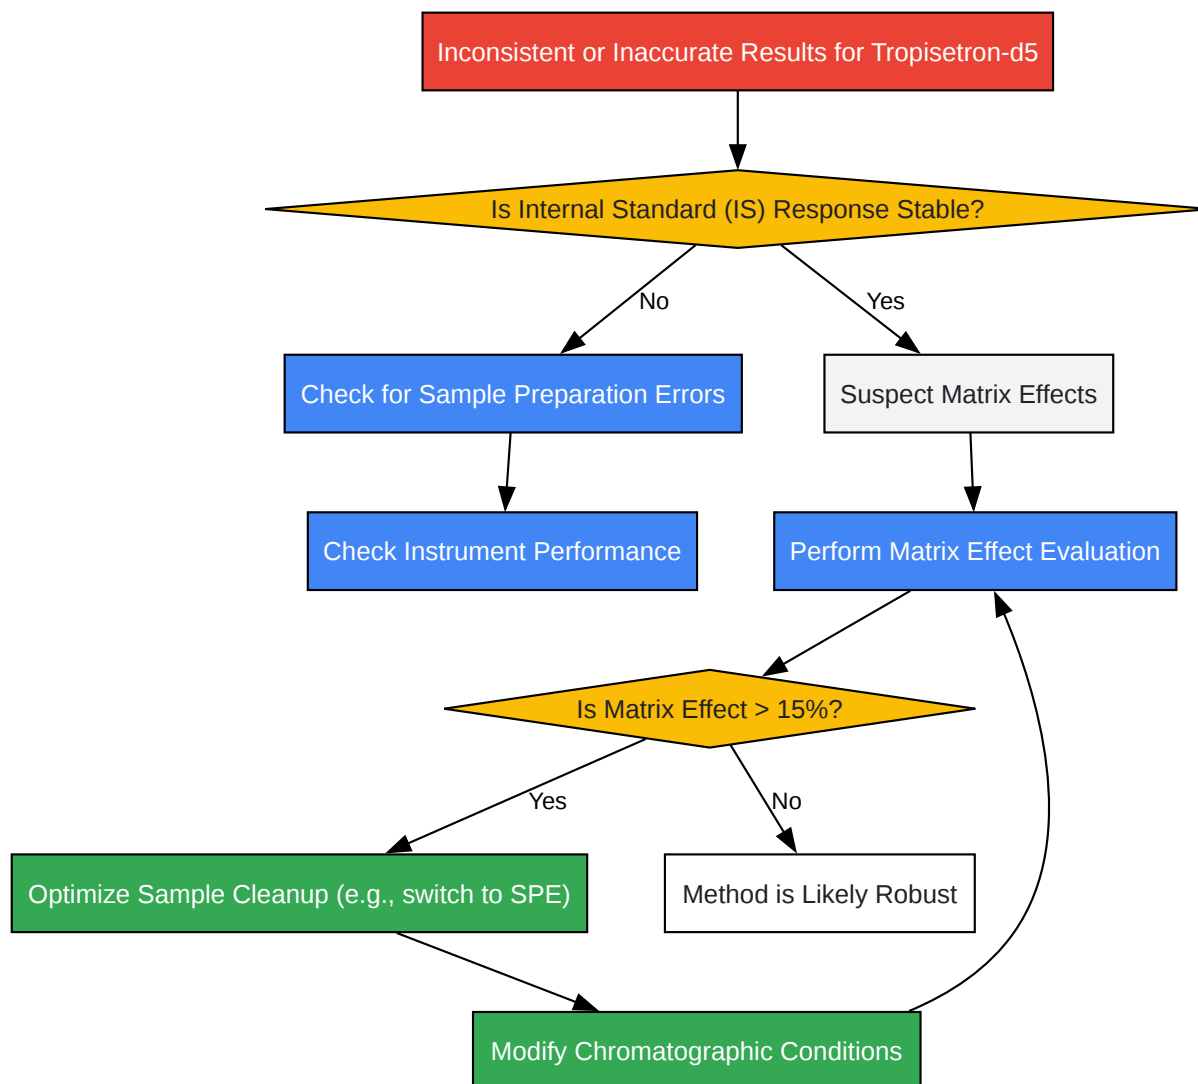 Inconsistent or Inaccurate Results for Tropisetron-d5
Is Internal Standard (IS) Response Stable?
No
Yes
Check for Sample Preparation Errors
Suspect Matrix Effects
Check Instrument Performance
Perform Matrix Effect Evaluation
Is Matrix Effect > 15%?
Yes
No
Optimize Sample Cleanup (e.g., switch to SPE)
Method is Likely Robust
Modify Chromatographic Conditions